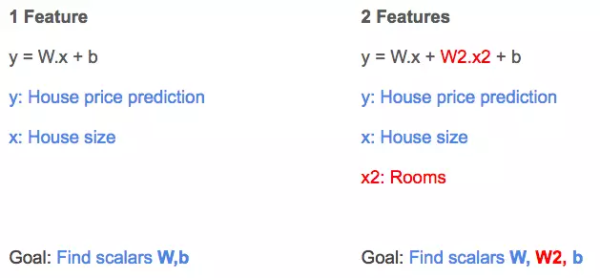 1 Feature
y = W.x + b
y: House price prediction
x: House size
Goal: Find scalars W,b
2 Features
y = W.x + W2.x2 + b
y: House price prediction
x: House size
x2: Rooms
Goal: Find scalars W, W2, b